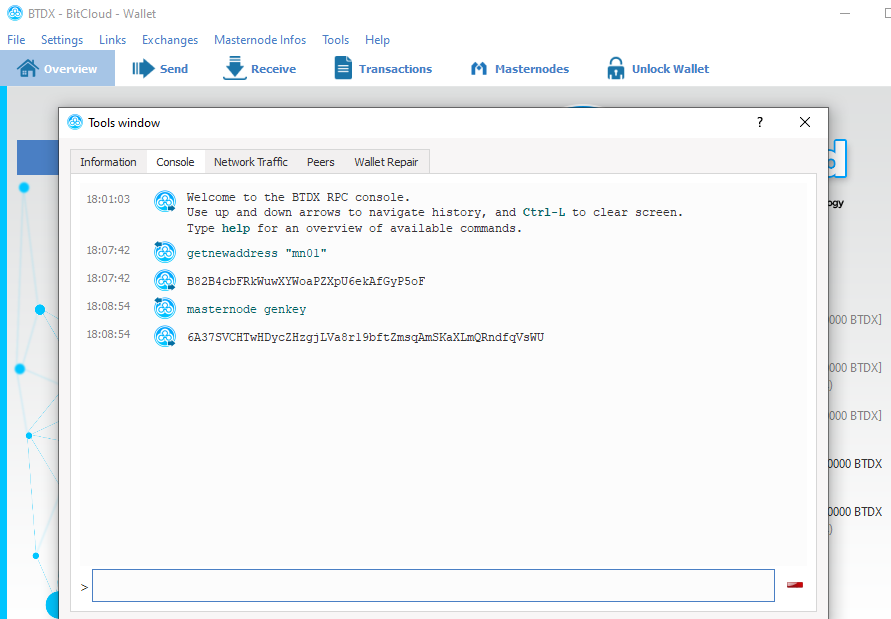 BTDX - BitCloud - Wallet
File Settings Links Exchanges Masternode Infos Tools Help
Overview Send Receive Transactions Masternodes Unlock Wallet
Tools window
?
Information Console Network Traffic Peers Wallet Repair
18:01:03 Welcome to the BTDX RPC console.
Use up and down arrows to navigate history, and Ctrl-L to clear screen.
Type help for an overview of available commands.
18:07:42 getnewaddress "mn01"
18:07:42 B82B4cbFRkWuwXYWoaPZXpU6ekAfGyP5oF
18:08:54 masternode genkey
18:08:54 6A37SVCHTwHDycZHzgjLVa8r19bftZmsqAmSKaXLmQRndfqVsWU
>
d
ogy
000 BTDX]
000 BTDX]
)
000 BTDX]
0000 BTDX
0000 BTDX
)